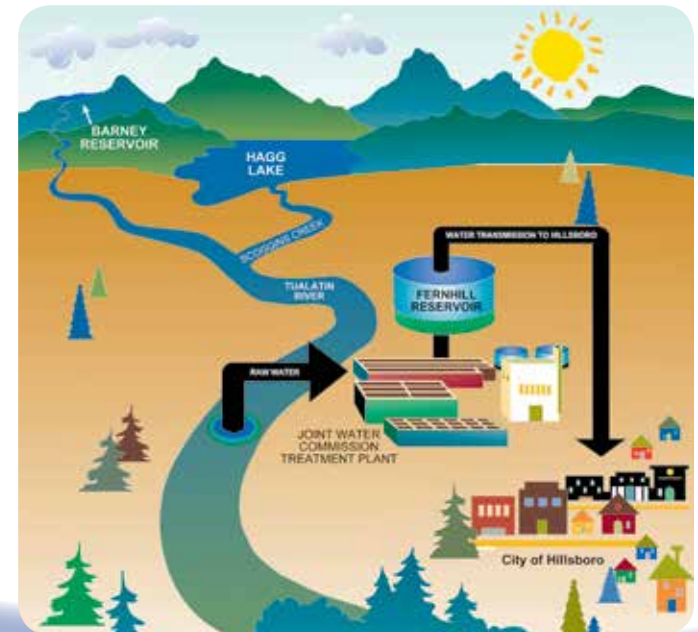 BARNEY
RESERVOIR
HAGG
LAKE
SCOGGINS CREEK
WATER TRANSMISSION TO HILLSBORO
TUALATIN
RIVER
FERNHILL
RESERVOIR
RAW WATER
JOINT WATER
COMMISSION
TREATMENT PLANT
City of Hillsboro